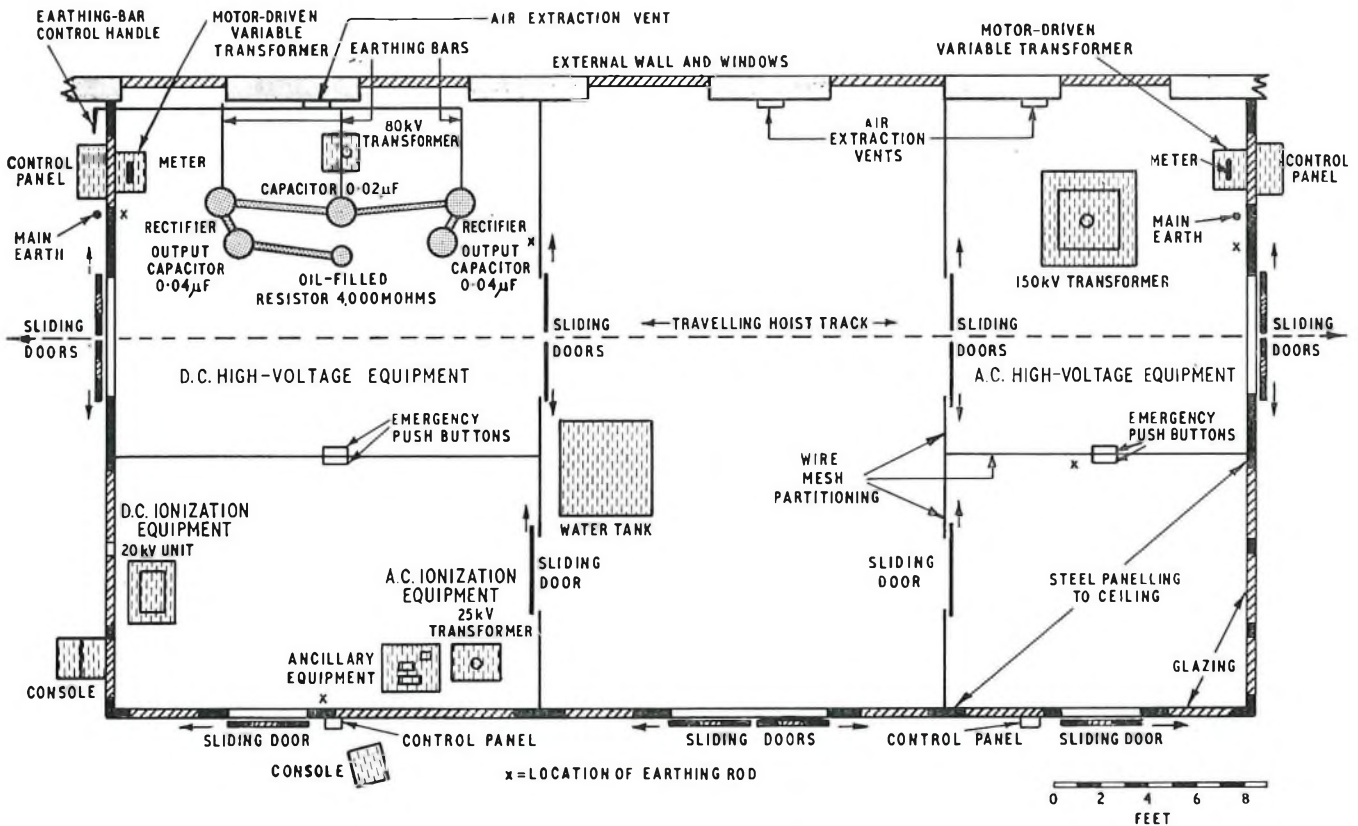 EARTHING-BAR
CONTROL HANDLE
MOTOR-DRIVEN
VARIABLE
TRANSFORMER
AIR EXTRACTION VENT
EARTHING BARS
EXTERNAL WALL AND WINDOWS
MOTOR-DRIVEN
VARIABLE TRANSFORMER
80kV
TRANSFORMER
AIR
EXTRACTION
VENTS
CONTROL
PANEL
METER
CAPACITOR 0·02μF
METER
CONTROL
PANEL
MAIN
EARTH
x
RECTIFIER
RECTIFIER
x
OUTPUT
CAPACITOR
0·04μF
OUTPUT
CAPACITOR
0·04μF
OIL-FILLED
RESISTOR 4,000MOHMS
150kV TRANSFORMER
MAIN
EARTH
x
SLIDING
DOORS
SLIDING
DOORS
TRAVELLING HOIST TRACK
SLIDING
DOORS
SLIDING
DOORS
D.C. HIGH-VOLTAGE EQUIPMENT
A.C. HIGH-VOLTAGE EQUIPMENT
EMERGENCY
PUSH BUTTONS
EMERGENCY
PUSH BUTTONS
x
WIRE
MESH
PARTITIONING
D.C. IONIZATION
EQUIPMENT
20kV UNIT
WATER TANK
A.C. IONIZATION
EQUIPMENT
25kV
TRANSFORMER
SLIDING
DOOR
SLIDING
DOOR
STEEL PANELLING
TO CEILING
ANCILLARY
EQUIPMENT
GLAZING
CONSOLE
x
SLIDING DOOR
CONTROL PANEL
SLIDING DOORS
CONTROL PANEL
SLIDING DOOR
CONSOLE
x=LOCATION OF EARTHING ROD
0 2 4 6 8
FEET